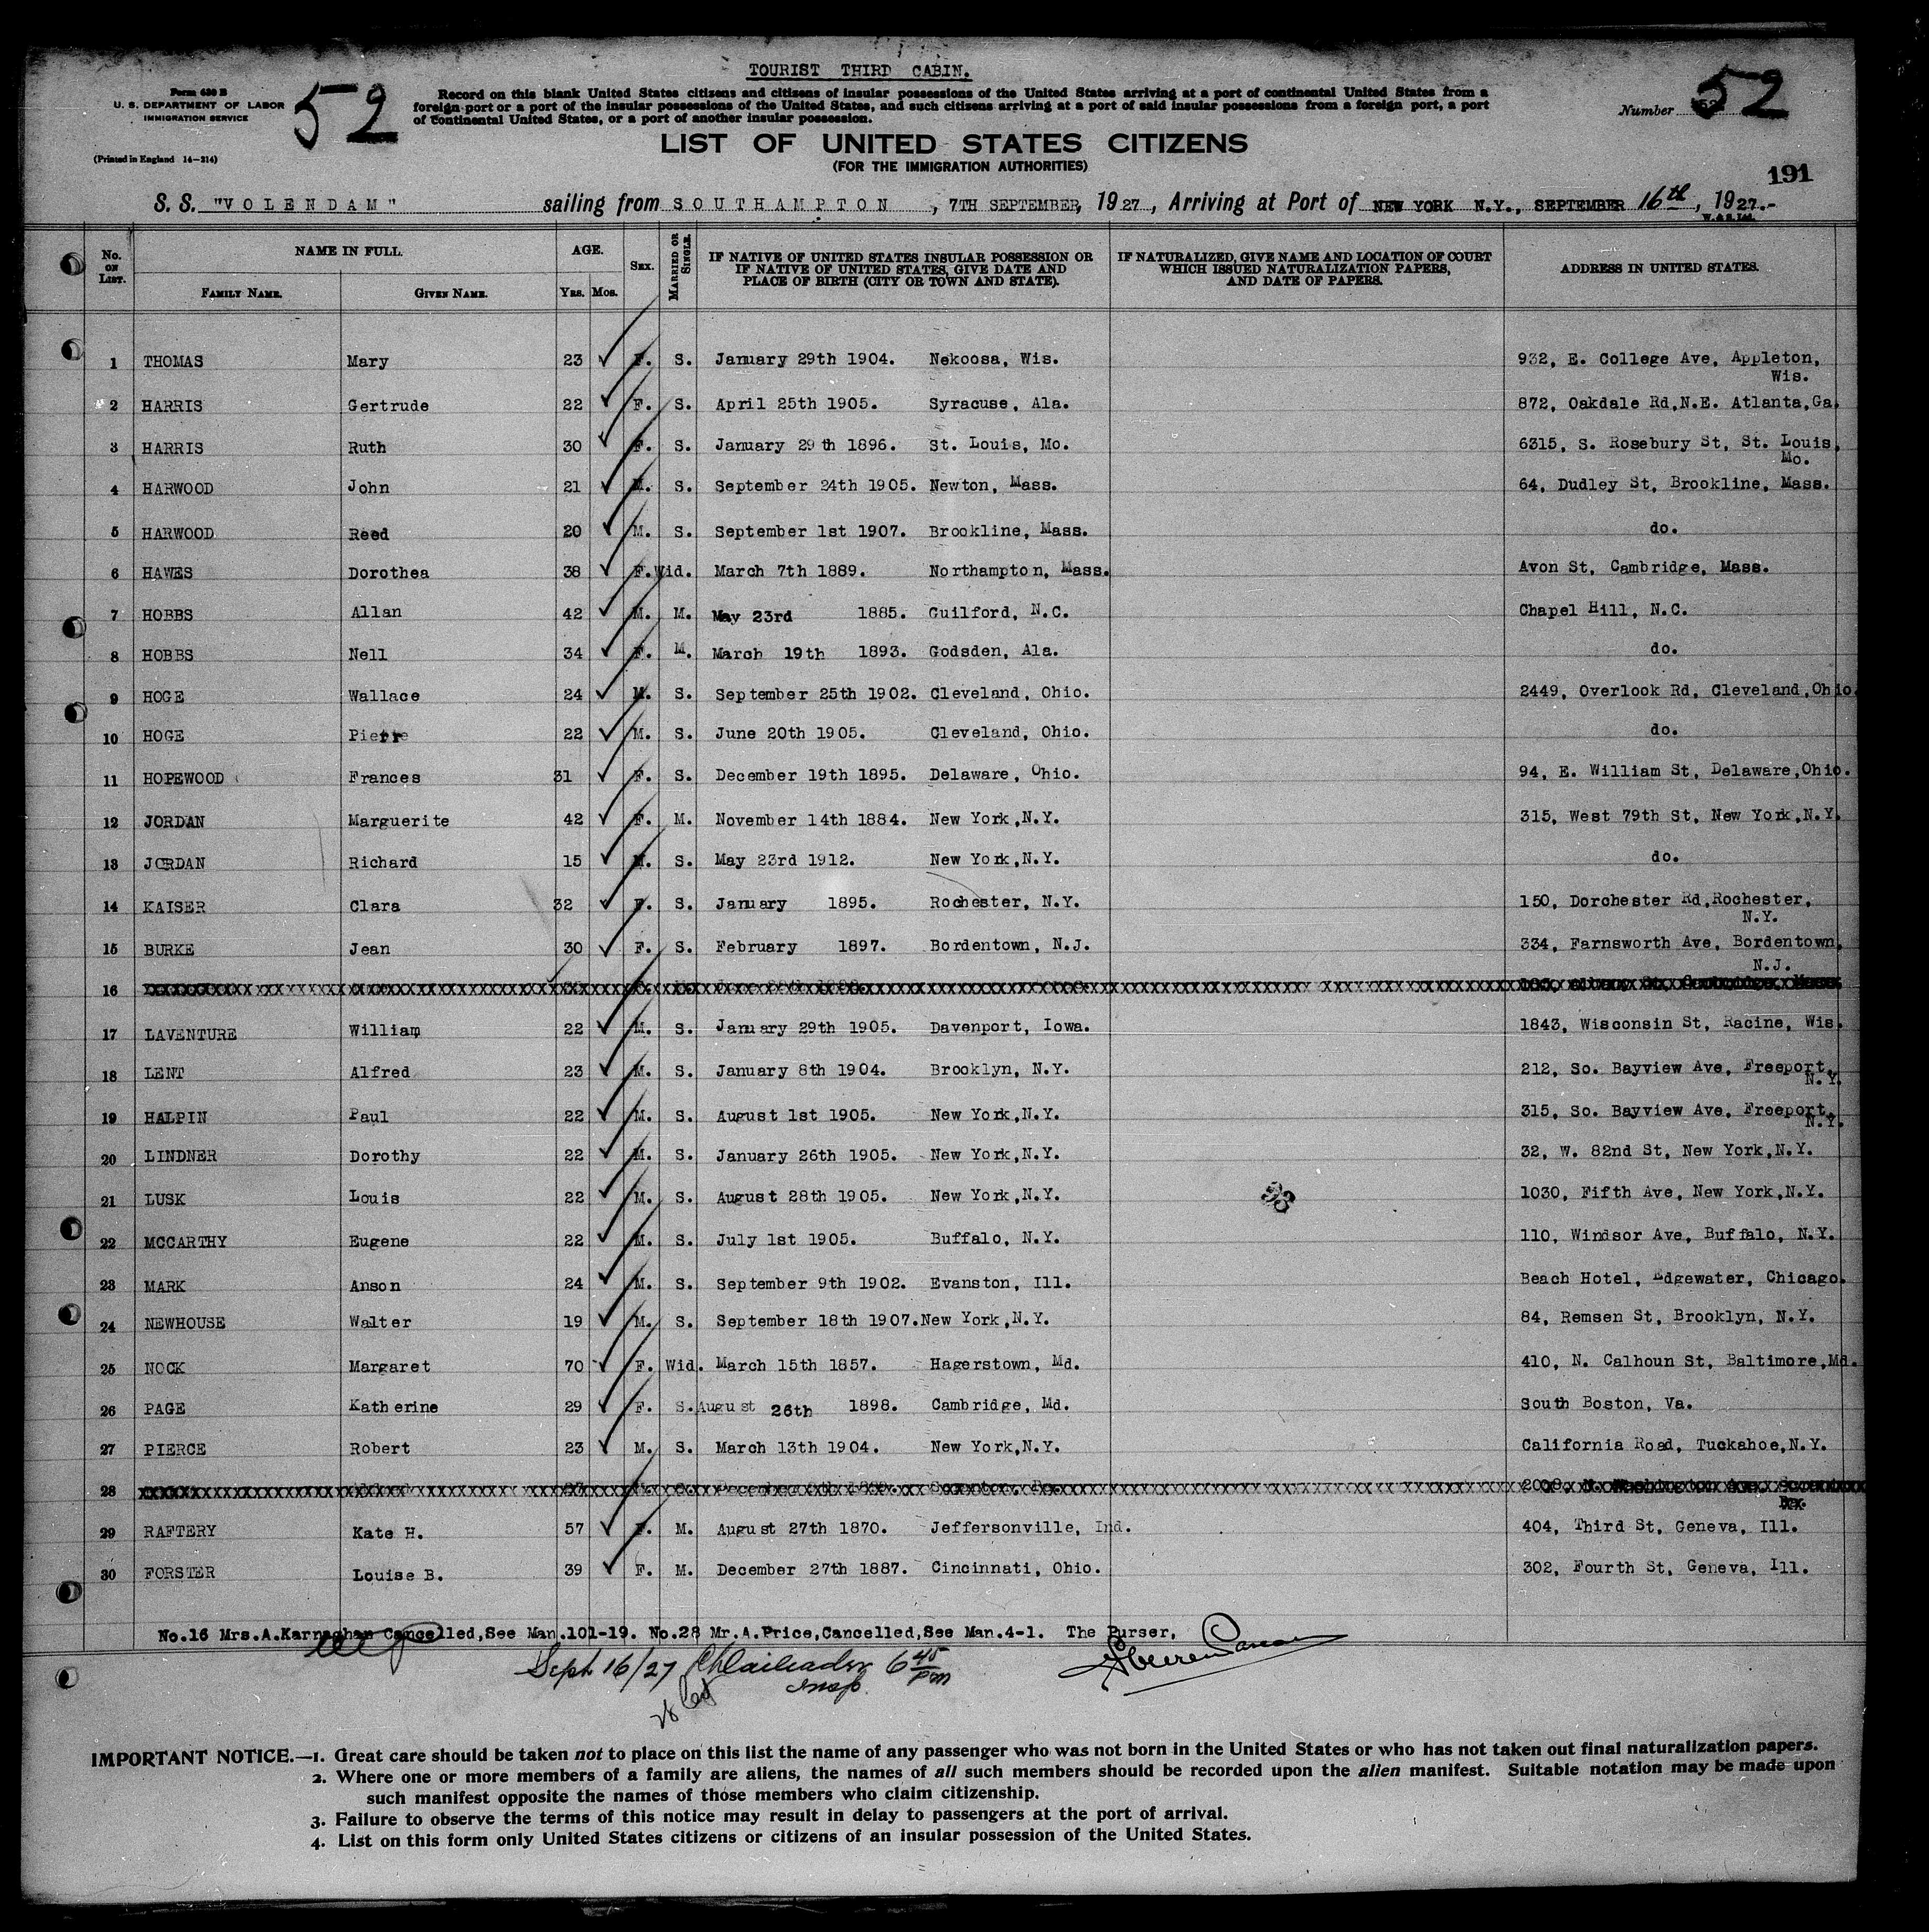 TOURIST THIRD CABIN.
Form 630 B
U. S. DEPARTMENT OF LABOR
IMMIGRATION SERVICE
(Printed in England 14—214)
52
Record on this blank United States citizens and citizens of insular possessions of the United States arriving at a port of continental United States from a
foreign port or a port of the insular possessions of the United States, and such citizens arriving at a port of said insular possessions from a foreign port, a port
of continental United States, or a port of another insular possession.
Number 52
LIST OF UNITED STATES CITIZENS
(FOR THE IMMIGRATION AUTHORITIES)
191
S. S. "VOLENDAM" sailing from SOUTHAMPTON, 7TH SEPTEMBER, 1927, Arriving at Port of NEW YORK N.Y., SEPTEMBER 16th, 1927.-
W. & S. Ltd.
No. ON LIST. NAME IN FULL. FAMILY NAME. GIVEN NAME. AGE. YRS. MOS. SEX. MARRIED OR SINGLE. IF NATIVE OF UNITED STATES INSULAR POSSESSION OR IF NATIVE OF UNITED STATES, GIVE DATE AND PLACE OF BIRTH (CITY OR TOWN AND STATE). IF NATURALIZED, GIVE NAME AND LOCATION OF COURT WHICH ISSUED NATURALIZATION PAPERS, AND DATE OF PAPERS. ADDRESS IN UNITED STATES.
1 THOMAS Mary 23 F. S. January 29th 1904. Nekoosa, Wis. 932, E. College Ave, Appleton,
Wis.
2 HARRIS Gertrude 22 F. S. April 25th 1905. Syracuse, Ala. 872, Oakdale Rd,N.E. Atlanta,Ga.
3 HARRIS Ruth 30 F. S. January 29th 1896. St. Louis, Mo. 6315, S. Rosebury St, St. Louis,
Mo.
4 HARWOOD John 21 M. S. September 24th 1905. Newton, Mass. 64, Dudley St, Brookline, Mass.
5 HARWOOD Reed 20 M. S. September 1st 1907. Brookline, Mass. do.
6 HAWES Dorothea 38 F. Wid. March 7th 1889. Northampton, Mass. Avon St, Cambridge, Mass.
7 HOBBS Allan 42 M. M. May 23rd 1885. Guilford, N.C. Chapel Hill, N.C.
8 HOBBS Nell 34 F. M. March 19th 1893. Godsden, Ala. do.
9 HOGE Wallace 24 M. S. September 25th 1902. Cleveland, Ohio. 2449, Overlook Rd, Cleveland,Ohio.
10 HOGE Pierre 22 M. S. June 20th 1905. Cleveland, Ohio. do.
11 HOPEWOOD Frances 31 F. S. December 19th 1895. Delaware, Ohio. 94, E. William St, Delaware,Ohio.
12 JORDAN Marguerite 42 F. M. November 14th 1884. New York,N.Y. 315, West 79th St, New York,N.Y.
13 JORDAN Richard 15 M. S. May 23rd 1912. New York,N.Y. do.
14 KAISER Clara 32 F. S. January 1895. Rochester, N.Y. 150, Dorchester Rd,Rochester,
N.Y.
15 BURKE Jean 30 F. S. February 1897. Bordentown, N.J. 334, Farnsworth Ave, Bordentown,
N.J.
16
17 LAVENTURE William 22 M. S. January 29th 1905. Davenport, Iowa. 1843, Wisconsin St, Racine, Wis.
18 LENT Alfred 23 M. S. January 8th 1904. Brooklyn, N.Y. 212, So. Bayview Ave, Freeport,
N.Y.
19 HALPIN Paul 22 M. S. August 1st 1905. New York,N.Y. 315, So. Bayview Ave, Freeport,
N.Y.
20 LINDNER Dorothy 22 M. S. January 26th 1905. New York,N.Y. 32, W. 82nd St, New York,N.Y.
21 LUSK Louis 22 M. S. August 28th 1905. New York,N.Y. 1030, Fifth Ave, New York,N.Y.
22 MCCARTHY Eugene 22 M. S. July 1st 1905. Buffalo, N.Y. 110, Windsor Ave, Buffalo, N.Y.
23 MARK Anson 24 M. S. September 9th 1902. Evanston, Ill. Beach Hotel, Edgewater, Chicago.
24 NEWHOUSE Walter 19 M. S. September 18th 1907.New York,N.Y. 84, Remsen St, Brooklyn, N.Y.
25 NOCK Margaret 70 F. Wid. March 15th 1857. Hagerstown, Md. 410, N. Calhoun St, Baltimore,Md.
26 PAGE Katherine 29 F. S. August 26th 1898. Cambridge, Md. South Boston, Va.
27 PIERCE Robert 23 M. S. March 13th 1904. New York,N.Y. California Road, Tuckahoe,N.Y.
28
29 RAFTERY Kate H. 57 F. M. August 27th 1870. Jeffersonville, Ind. 404, Third St, Geneva, Ill.
30 FORSTER Louise B. 39 F. M. December 27th 1887. Cincinnati, Ohio. 302, Fourth St, Geneva, Ill.
No.16 Mrs.A.Karnaghan Cancelled,See Man.101-19. No.28 Mr.A.Price,Cancelled,See Man.4-1. The Purser,
Sept 16/27 6 45 pm
Insp.
IMPORTANT NOTICE.—1. Great care should be taken not to place on this list the name of any passenger who was not born in the United States or who has not taken out final naturalization papers.
2. Where one or more members of a family are aliens, the names of all such members should be recorded upon the alien manifest. Suitable notation may be made upon
such manifest opposite the names of those members who claim citizenship.
3. Failure to observe the terms of this notice may result in delay to passengers at the port of arrival.
4. List on this form only United States citizens or citizens of an insular possession of the United States.